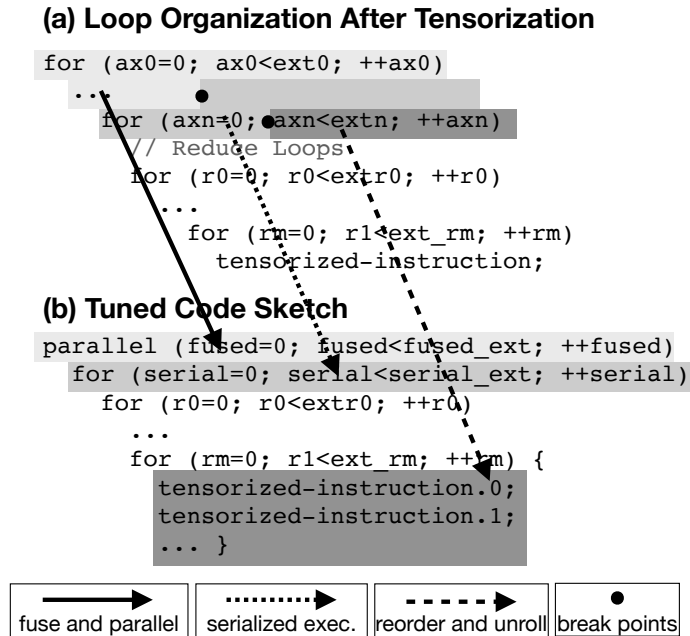 (a) Loop Organization After Tensorization
for (ax0=0; ax0<ext0; ++ax0)
...
for (axn=0; axn<extn; ++axn)
// Reduce Loops
for (r0=0; r0<extr0; ++r0)
...
for (rm=0; r1<ext_rm; ++rm)
tensorized-instruction;
(b) Tuned Code Sketch
parallel (fused=0; fused<fused_ext; ++fused)
for (serial=0; serial<serial_ext; ++serial)
for (r0=0; r0<extr0; ++r0)
...
for (rm=0; r1<ext_rm; ++rm) {
tensorized-instruction.0;
tensorized-instruction.1;
... }
fuse and parallel
serialized exec.
reorder and unroll
break points